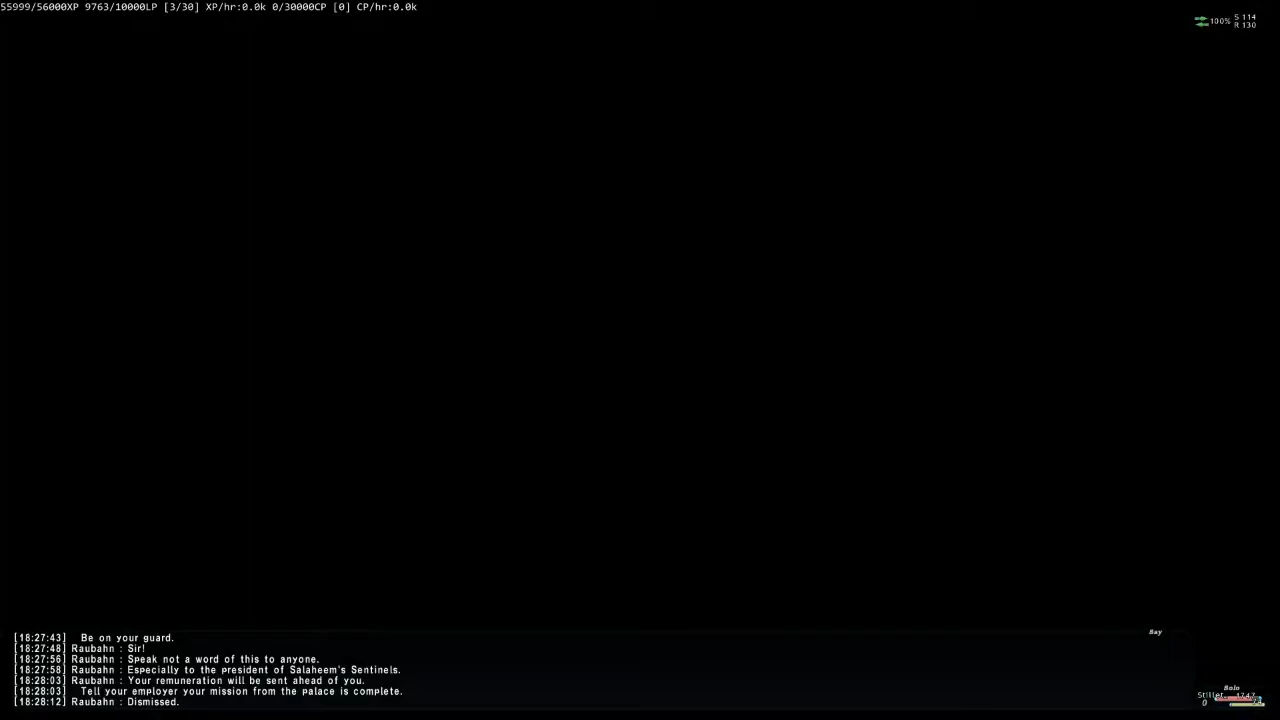 55999/56000XP 9763/10000LP [3/30] XP/hr:0.0k 0/30000CP [0] CP/hr:0.0k
100% S 114
R 130
Say
[18:27:43] Be on your guard.
[18:27:48] Raubahn : Sir!
[18:27:56] Raubahn : Speak not a word of this to anyone.
[18:27:58] Raubahn : Especially to the president of Salaheem's Sentinels.
[18:28:03] Raubahn : Your remuneration will be sent ahead of you.
[18:28:03] Tell your employer your mission from the palace is complete.
[18:28:12] Raubahn : Dismissed.
0